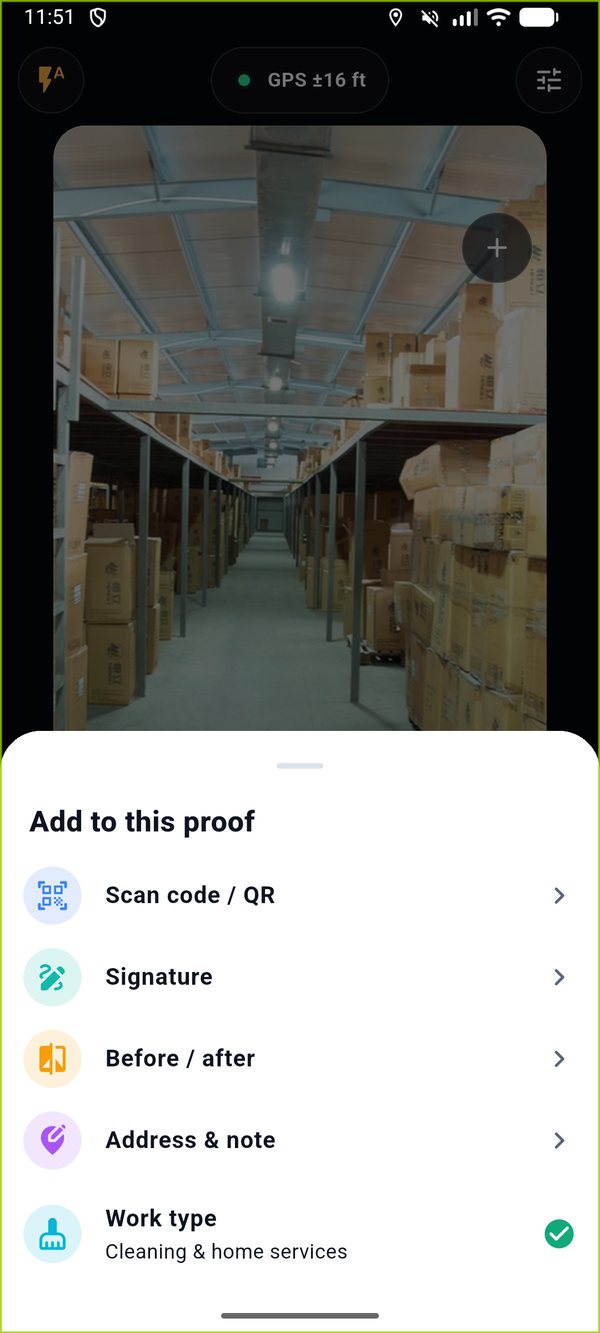 11:51
A
GPS ±16 ft
Add to this proof
Scan code / QR
Signature
Before / after
Address & note
Work type
Cleaning & home services